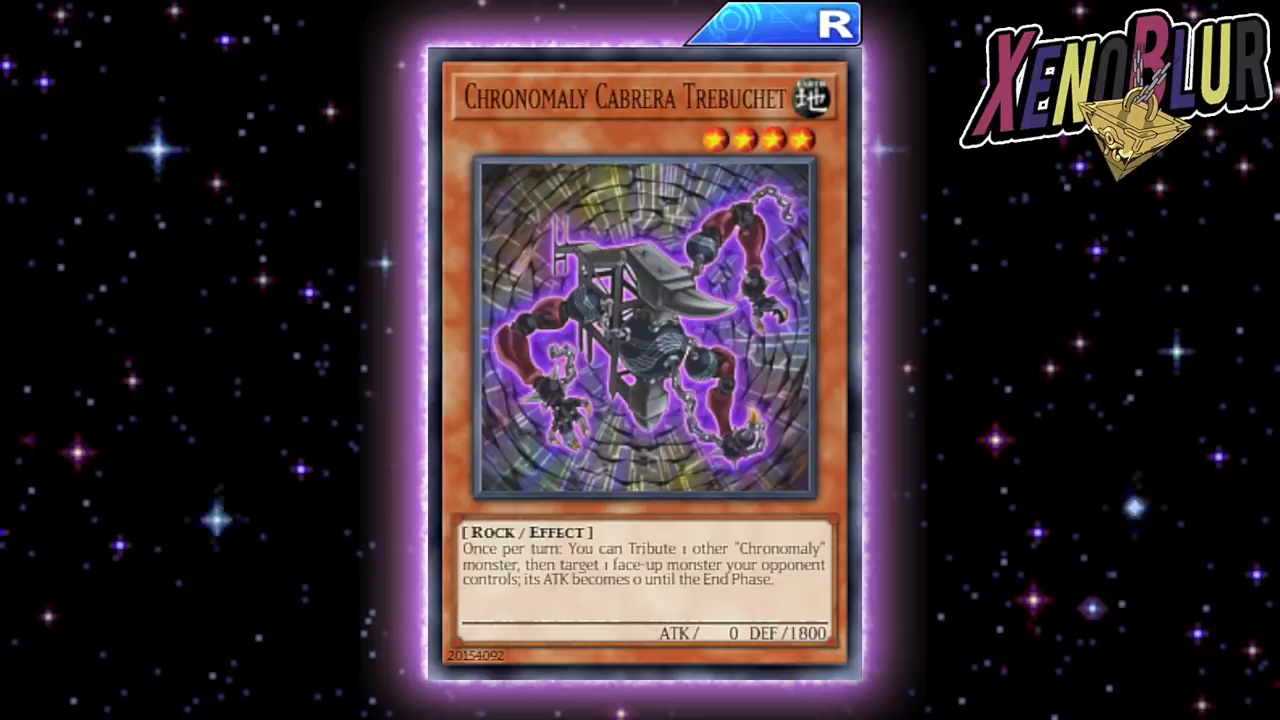 R
XENOBLUR
CHRONOMALY CABRERA TREBUCHET
EARTH
地
[ ROCK / EFFECT ]
Once per turn: You can Tribute 1 other "Chronomaly"
monster, then target 1 face-up monster your opponent
controls; its ATK becomes 0 until the End Phase.
ATK/ 0 DEF/1800
20154092